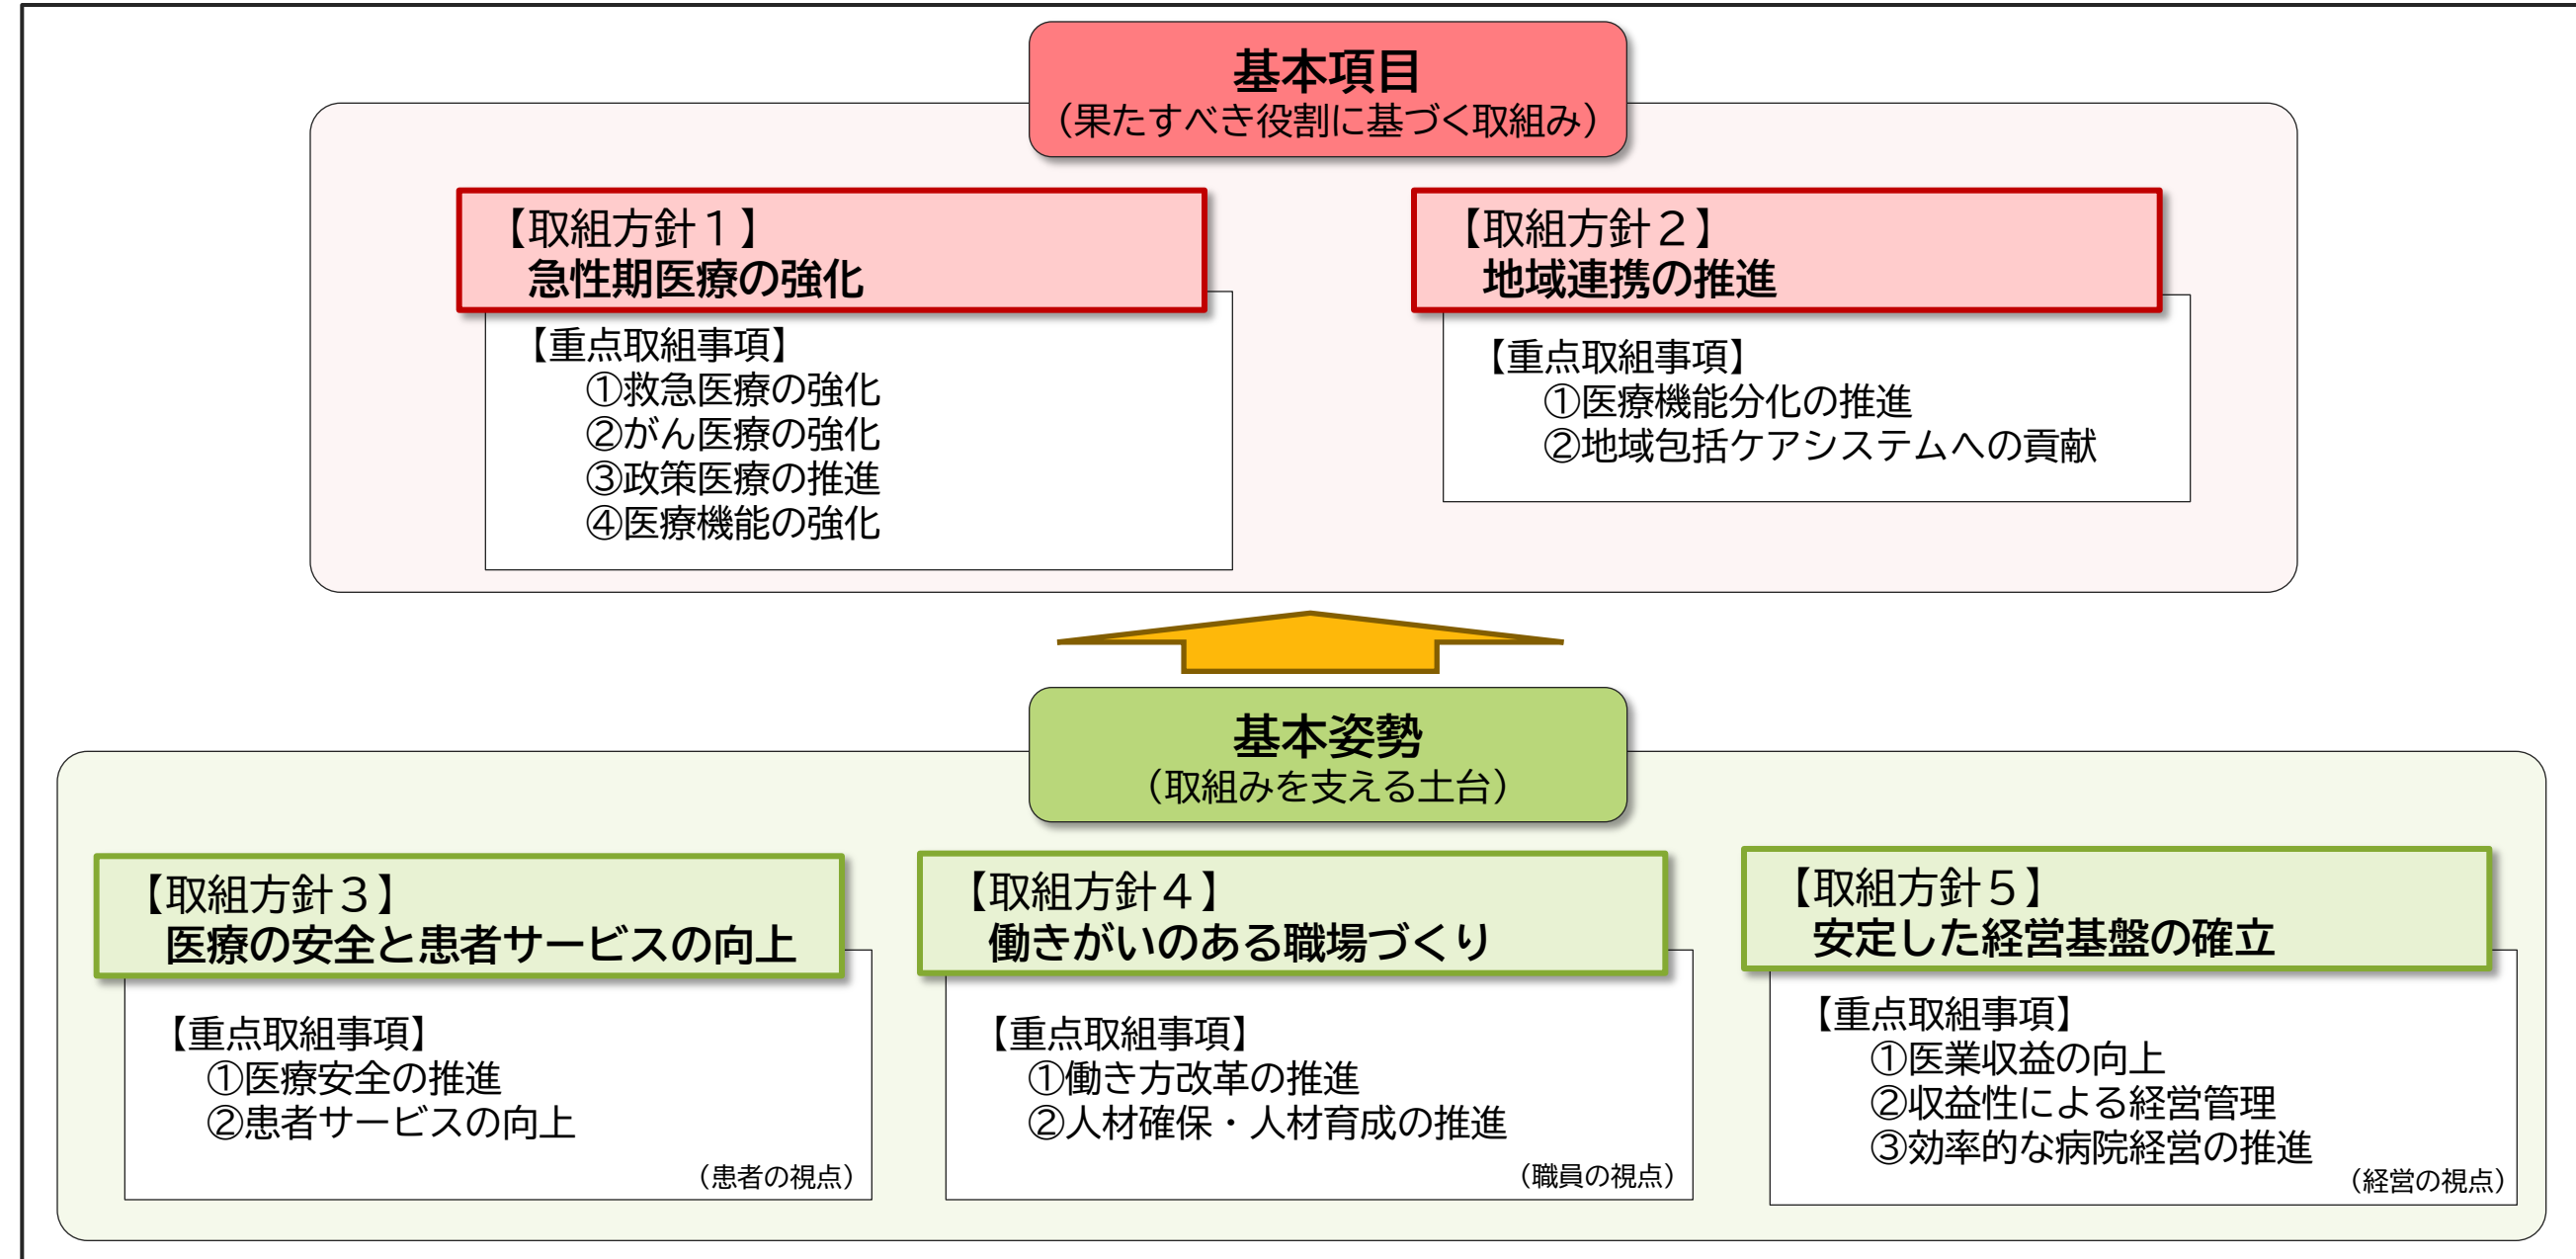 基本項目
（果たすべき役割に基づく取組み）
【取組方針１】
急性期医療の強化
【重点取組事項】
①救急医療の強化
②がん医療の強化
③政策医療の推進
④医療機能の強化
【取組方針２】
地域連携の推進
【重点取組事項】
①医療機能分化の推進
②地域包括ケアシステムへの貢献
基本姿勢
（取組みを支える土台）
【取組方針３】
医療の安全と患者サービスの向上
【重点取組事項】
①医療安全の推進
②患者サービスの向上
（患者の視点）
【取組方針４】
働きがいのある職場づくり
【重点取組事項】
①働き方改革の推進
②人材確保・人材育成の推進
（職員の視点）
【取組方針５】
安定した経営基盤の確立
【重点取組事項】
①医業収益の向上
②収益性による経営管理
③効率的な病院経営の推進
（経営の視点）